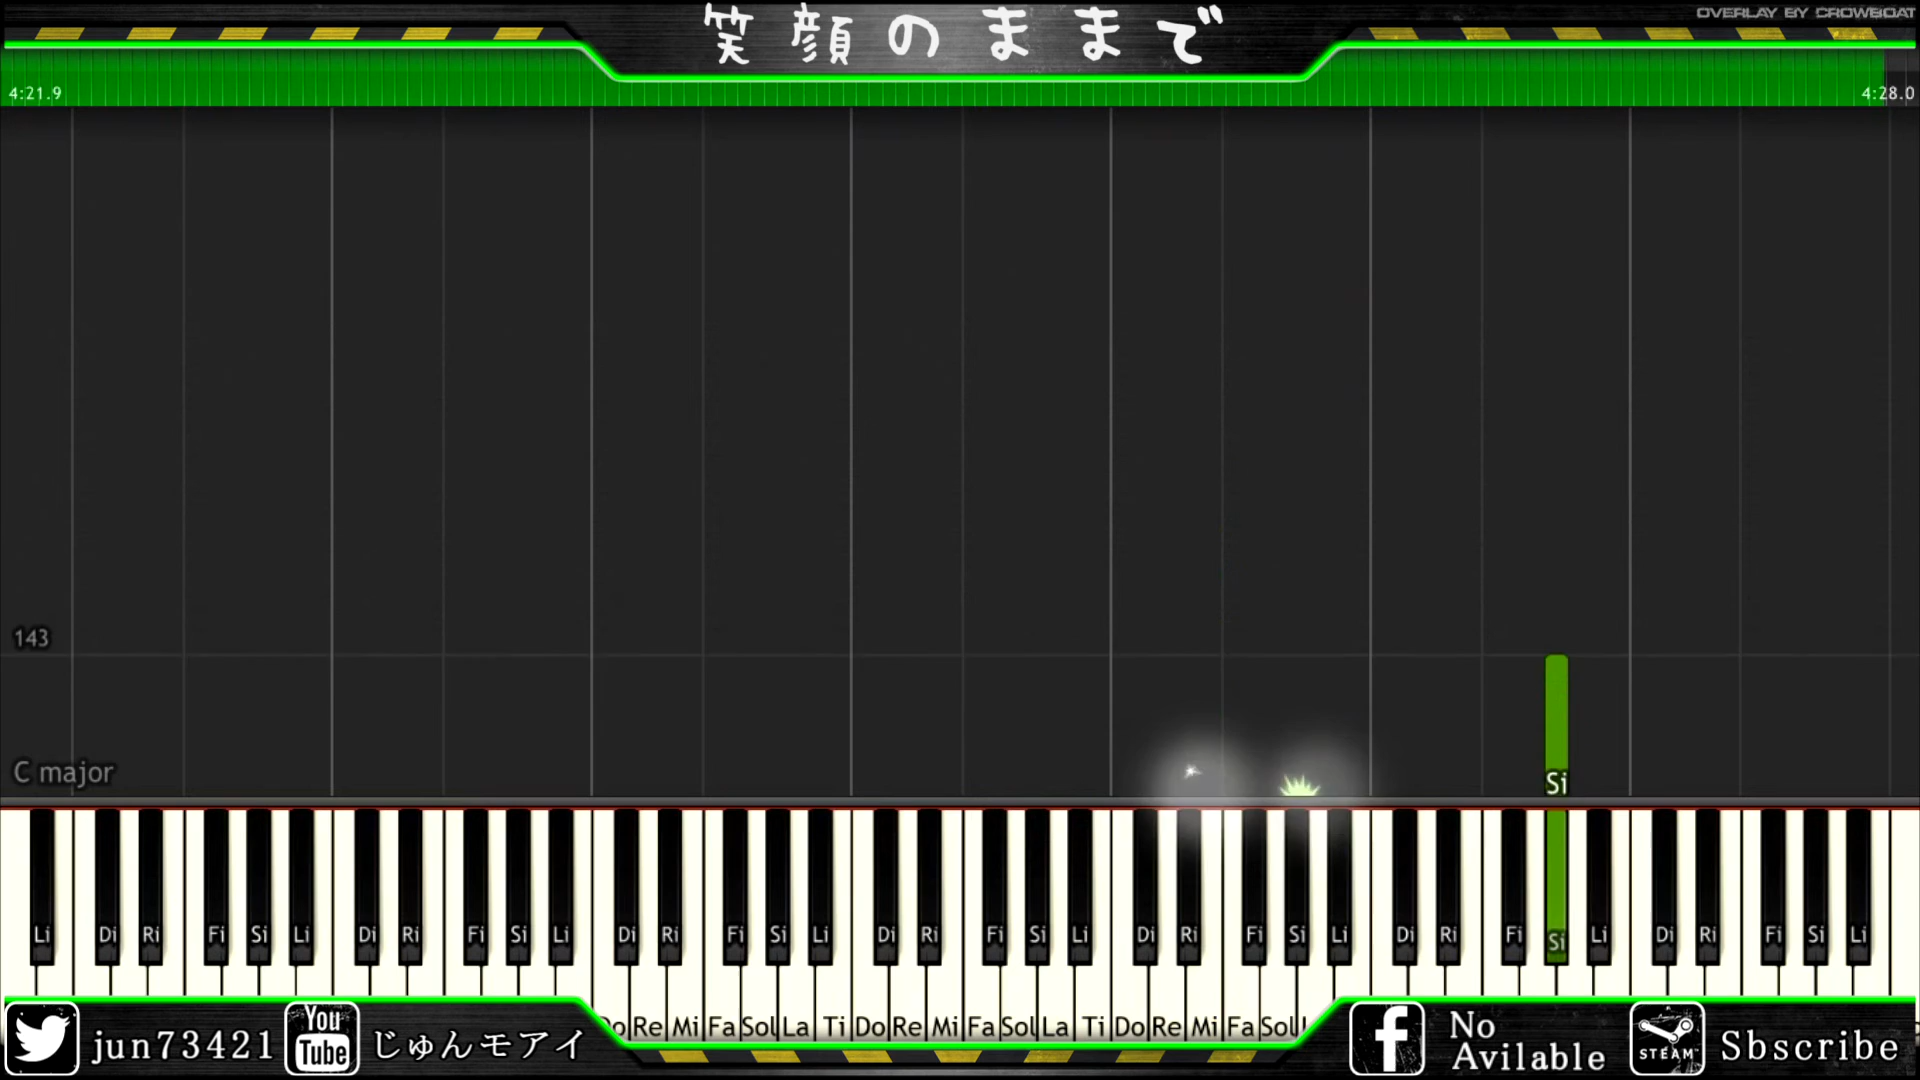 OVERLAY BY CROWBOAT
笑顔のままで
4:21.9
4:28.0
143
C major
Si
Li Di Ri Fi Si Li Di Ri Fi Si Li Di Ri Fi Si Li Di Ri Fi Si Li Di Ri Fi Si Li Di Ri Fi Si Li Di Ri Fi Si Li
Do Re Mi Fa Sol La Ti Do Re Mi Fa Sol La Ti Do Re Mi Fa Sol
jun73421
You
Tube
じゅんモアイ
No
Avilable
STEAM
Sbscribe